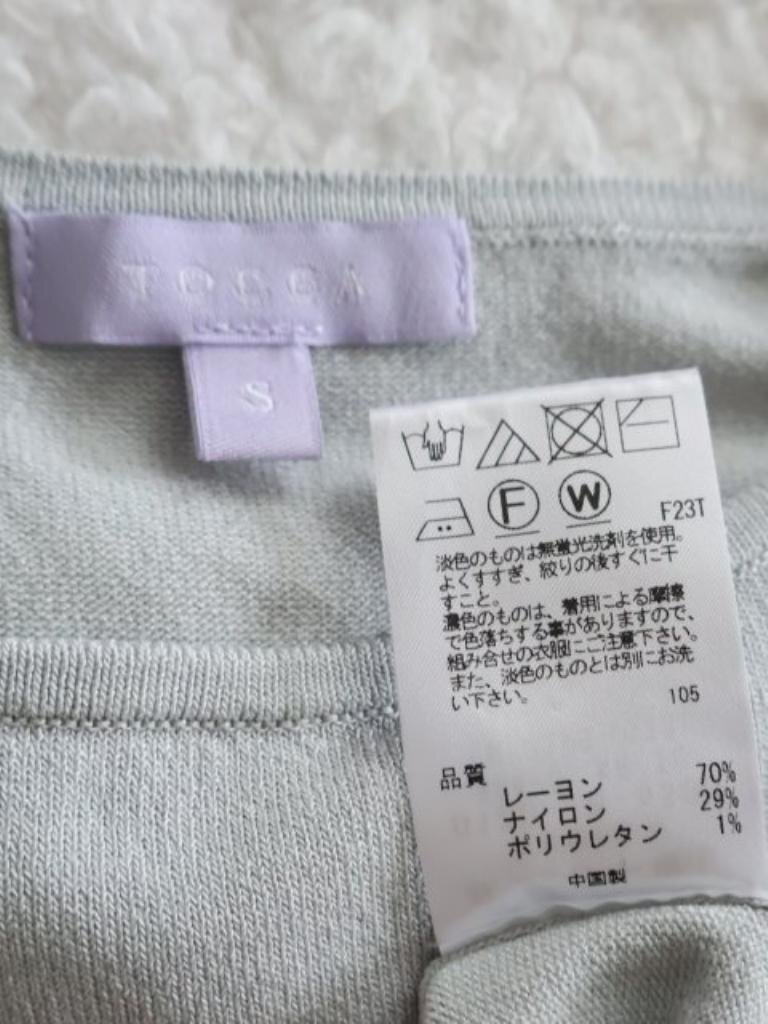 TOCCA
S
F
W
F23T
淡色のものは無蛍光洗剤を使用。
よくすすぎ、絞りの後すぐに干
すこと。
濃色のものは、着用による摩擦
で色落ちする事がありますので、
組み合せの衣服にご注意下さい。
また、淡色のものとは別にお洗
い下さい。
105
品質
レーヨン 70%
ナイロン 29%
ポリウレタン 1%
中国製